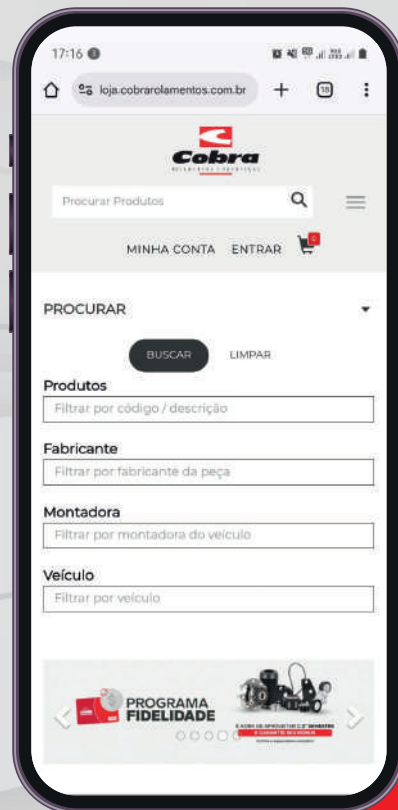 17:16
loja.cobrarolamentos.com.br
18
Cobra
Procurar Produtos
0
MINHA CONTA ENTRAR
PROCURAR
BUSCAR LIMPAR
Produtos
Filtrar por código / descrição
Fabricante
Filtrar por fabricante da peça
Montadora
Filtrar por montadora do veículo
Veículo
Filtrar por veículo
PROGRAMA
FIDELIDADE